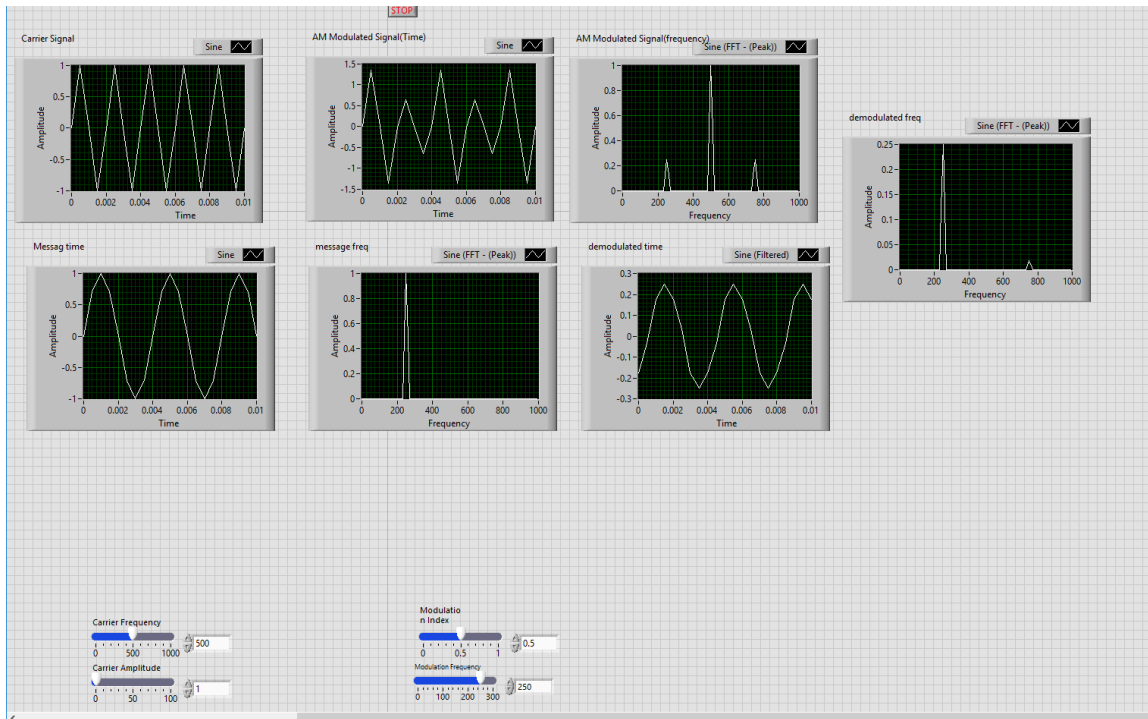 STOP
Carrier Signal
Sine
Amplitude
1
0.5
0
-0.5
-1
0 0.002 0.004 0.006 0.008 0.01
Time
AM Modulated Signal(Time)
Sine
Amplitude
1.5
1
0.5
0
-0.5
-1
-1.5
0 0.002 0.004 0.006 0.008 0.01
Time
AM Modulated Signal(frequency)
Sine (FFT - (Peak))
Amplitude
1
0.8
0.6
0.4
0.2
0
0 200 400 600 800 1000
Frequency
demodulated freq
Sine (FFT - (Peak))
Amplitude
0.25
0.2
0.15
0.1
0.05
0
0 200 400 600 800 1000
Frequency
Messag time
Sine
Amplitude
1
0.5
0
-0.5
-1
0 0.002 0.004 0.006 0.008 0.01
Time
message freq
Sine (FFT - (Peak))
Amplitude
1
0.8
0.6
0.4
0.2
0
0 200 400 600 800 1000
Frequency
demodulated time
Sine (Filtered)
Amplitude
0.3
0.2
0.1
0
-0.1
-0.2
-0.3
0 0.002 0.004 0.006 0.008 0.01
Time
Carrier Frequency
0 500 1000
500
Carrier Amplitude
0 50 100
1
Modulatio
n Index
0 0.5 1
0.5
Modulation Frequency
0 100 200 300
250